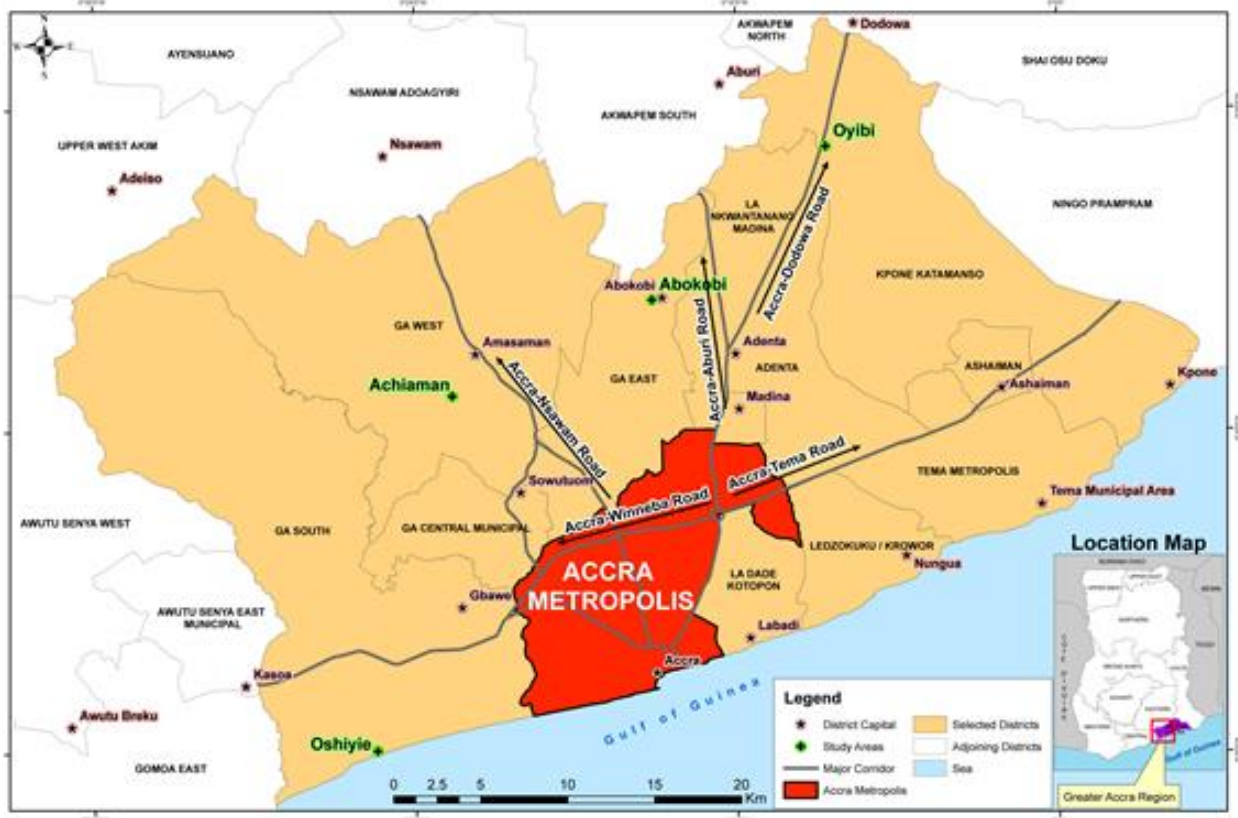 Dodowa
AKWAPEM
NORTH
AYENSUANO
SHAI OSU DOKU
Aburi
NSAWAM ADOAGYIRI
AKWAPEM SOUTH
Oyibi
UPPER WEST AKIM
Nsawam
Adeiso
LA
NKWANTANANG
MADINA
NINGO PRAMPRAM
Accra-Dodowa Road
KPONE KATAMANSO
Abokobi
Abokobi
GA WEST
Accra-Aburi Road
Amasaman
Adenta
ADENTA
ASHAIMAN
Ashaiman
Kpone
GA EAST
Achiaman
Accra-Nsawam Road
Madina
Accra-Tema Road
TEMA METROPOLIS
Sowutuom
Tema Municipal Area
Accra-Winneba Road
AWUTU SENYA WEST
GA SOUTH
GA CENTRAL MUNICIPAL
LEDZOKUKU / KROWOR
Nungua
Location Map
ACCRA
METROPOLIS
LA DADE
KOTOPON
Gbawe
AWUTU SENYA EAST
MUNICIPAL
Labadi
Accra
Kasoa
Gulf of Guinea
Awutu Breku
Oshiyie
GOMOA EAST
Legend
District Capital
Study Areas
Major Corridor
Accra Metropolis
Selected Districts
Adjoining Districts
Sea
0 2.5 5 10 15 20
Km
Gulf of Guinea
Greater Accra Region